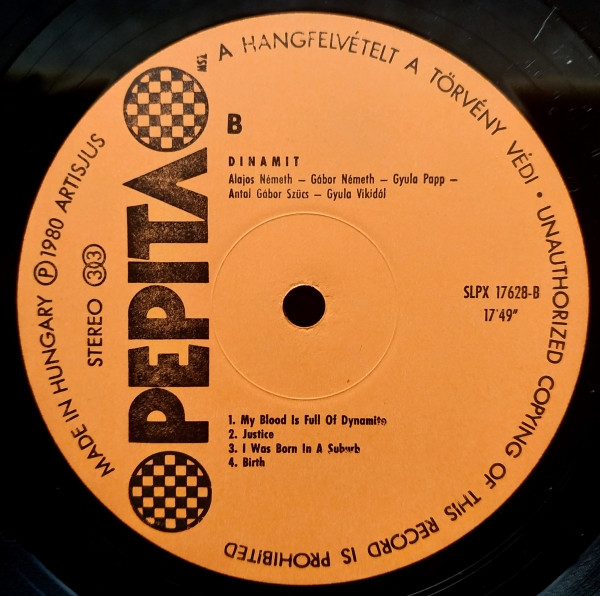 A HANGFELVÉTELT A TÖRVÉNY VÉDI • UNAUTHORIZED COPYING OF THIS RECORD IS PROHIBITED
MADE IN HUNGARY Ⓟ 1980 ARTISJUS
STEREO 33
PEPITA
MSZ
B
DINAMIT
Alajos Németh – Gábor Németh – Gyula Papp –
Antal Gábor Szücs – Gyula Vikidál
SLPX 17628-B
17'49"
1. My Blood Is Full Of Dynamite
2. Justice
3. I Was Born In A Suburb
4. Birth